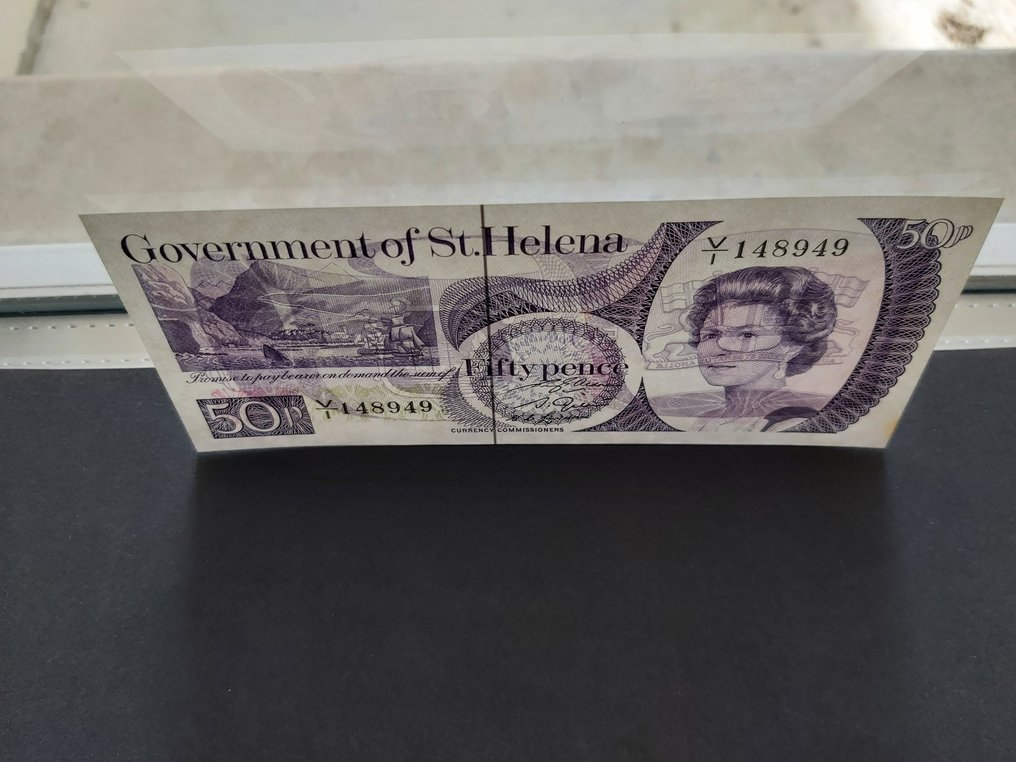 Government of St.Helena
V/1 148949
50p
I promise to pay bearer on demand the sum of
Fifty pence
50p
V/1 148949
CURRENCY COMMISSIONERS